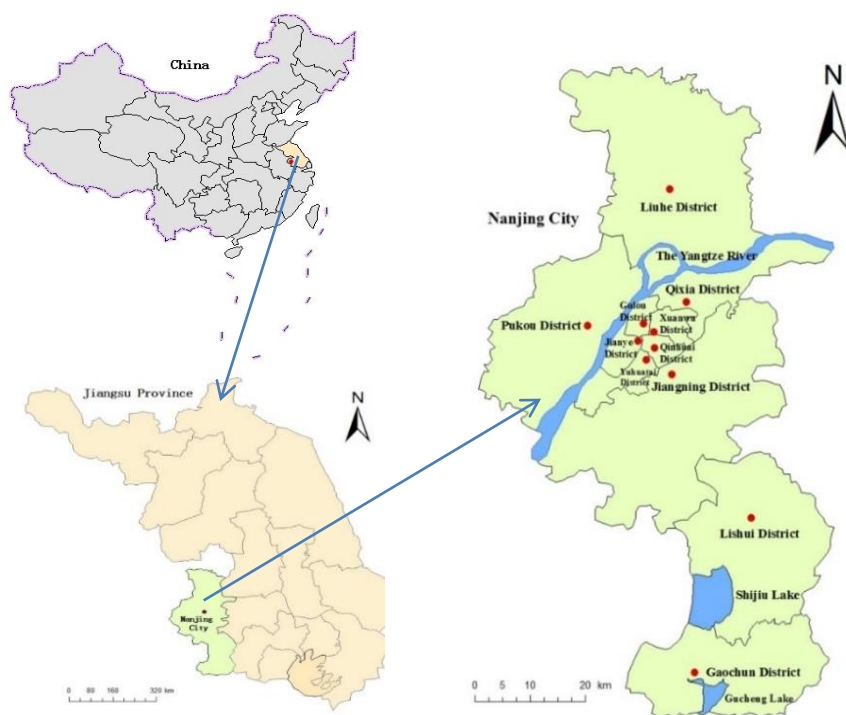 China
Jiangsu Province
N
Nanjing
City
0 80 160 320 km
N
Nanjing City
Liuhe District
The Yangtze River
Qixia District
Gulou
District
Xuanwu
District
Pukou District
Jianye
District
Qinhuai
District
Yuhuatai
District
Jiangning District
Lishui District
Shijiu Lake
Gaochun District
Gucheng Lake
0 5 10 20 km